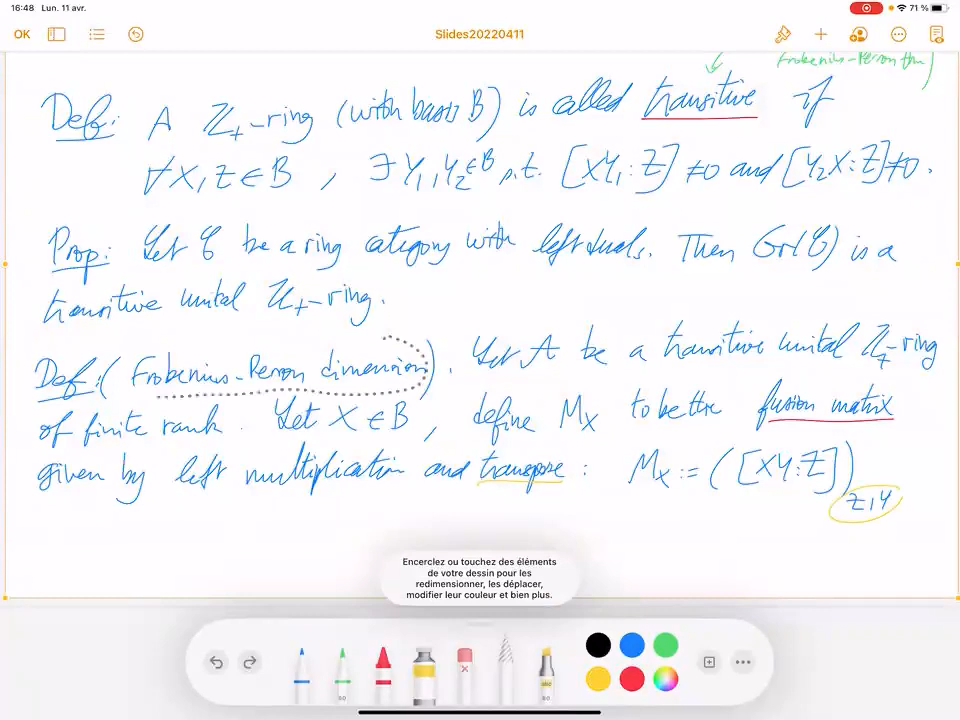 16:48 Lun. 11 avr.
71 %
OK
Slides20220411
Frobenius-Perron thm)
Def: A ℤ₊-ring (with basis B) is called transitive if
∀X,Z∈B, ∃Y₁,Y₂∈B s.t. [XY₁:Z]≠0 and [Y₂X:Z]≠0.
Prop: Let 𝒞 be a ring category with left duals. Then Gr(𝒞) is a
transitive unital ℤ₊-ring.
Def: (Frobenius-Perron dimension). Let A be a transitive unital ℤ₊-ring
of finite rank. Let X∈B, define M_X to be the fusion matrix
given by left multiplication and transpose: M_X := ([XY:Z])_{Z,Y}
Encerclez ou touchez des éléments
de votre dessin pour les
redimensionner, les déplacer,
modifier leur couleur et bien plus.